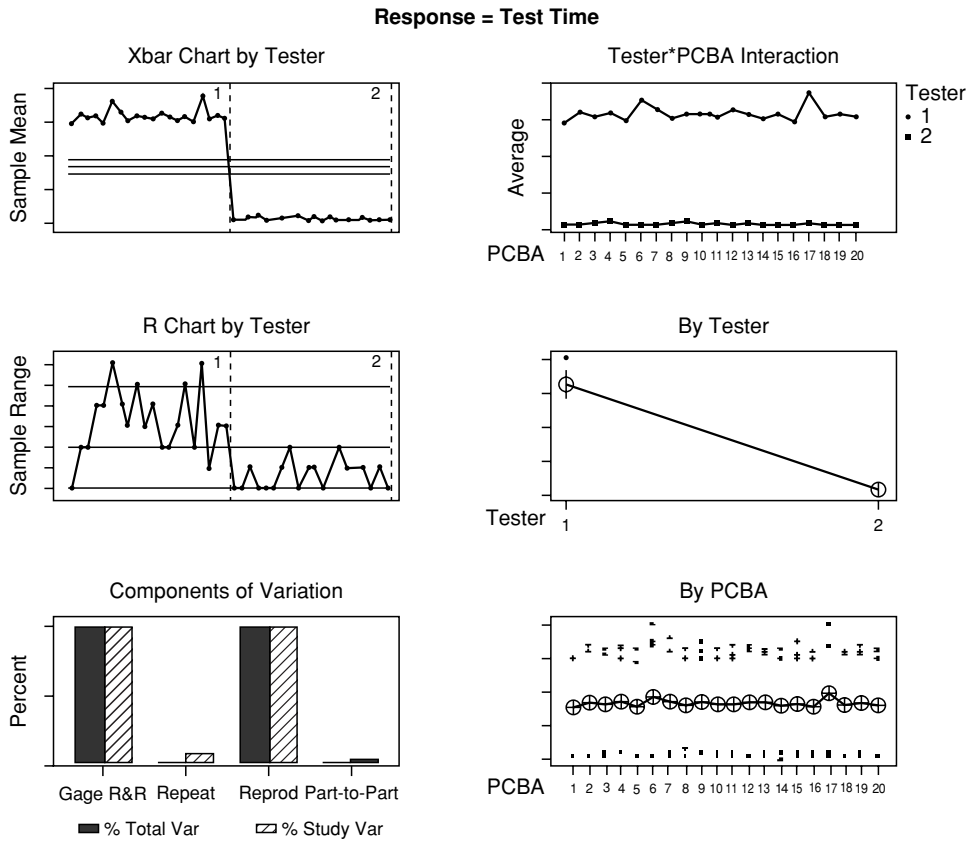 Response = Test Time
Xbar Chart by Tester
Sample Mean
1
2
Tester*PCBA Interaction
Average
Tester
1
2
PCBA
1 2 3 4 5 6 7 8 9 10 11 12 13 14 15 16 17 18 19 20
R Chart by Tester
Sample Range
1
2
By Tester
Tester
1
2
Components of Variation
Percent
Gage R&R Repeat Reprod Part-to-Part
% Total Var % Study Var
By PCBA
PCBA
1 2 3 4 5 6 7 8 9 10 11 12 13 14 15 16 17 18 19 20